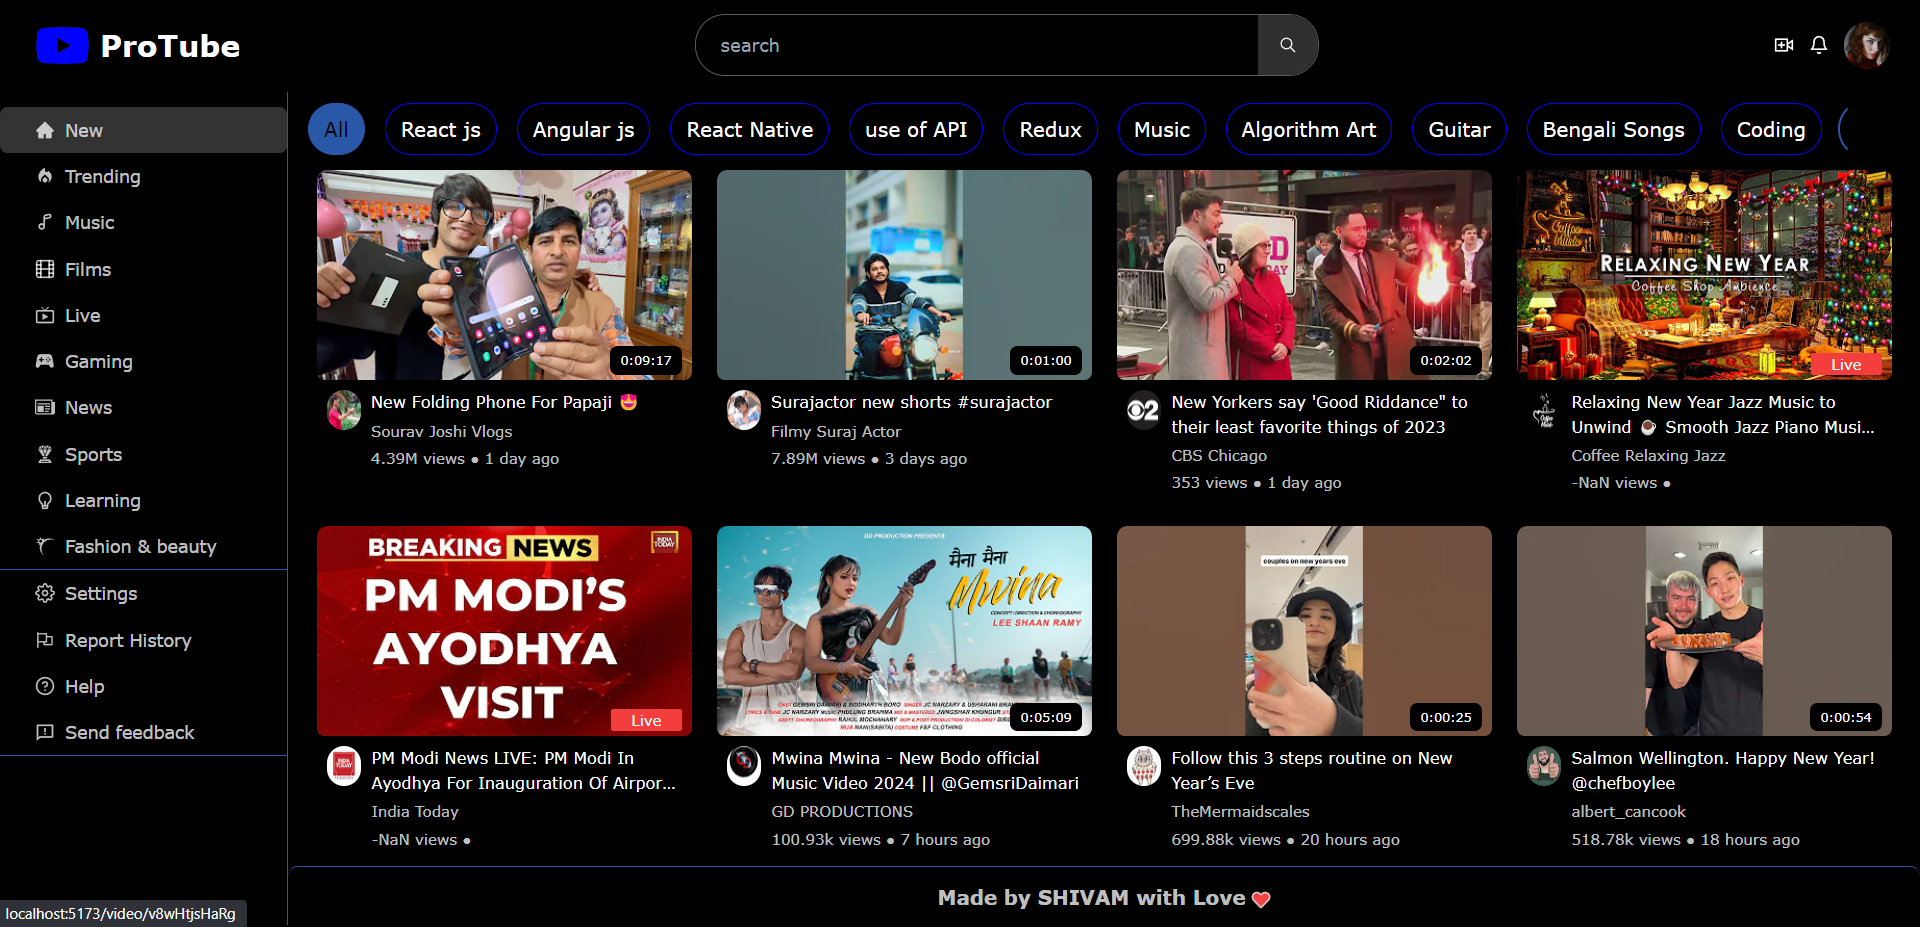 ProTube
search
New
Trending
Music
Films
Live
Gaming
News
Sports
Learning
Fashion & beauty
Settings
Report History
Help
Send feedback
All
React js
Angular js
React Native
use of API
Redux
Music
Algorithm Art
Guitar
Bengali Songs
Coding
0:09:17
New Folding Phone For Papaji 🤩
Sourav Joshi Vlogs
4.39M views ● 1 day ago
0:01:00
Surajactor new shorts #surajactor
Filmy Suraj Actor
7.89M views ● 3 days ago
0:02:02
New Yorkers say 'Good Riddance" to
their least favorite things of 2023
CBS Chicago
353 views ● 1 day ago
RELAXING NEW YEAR
Coffee Shop Ambience
Live
Relaxing New Year Jazz Music to
Unwind ☕ Smooth Jazz Piano Musi...
Coffee Relaxing Jazz
-NaN views ●
BREAKING NEWS
INDIA
TODAY
PM MODI'S
AYODHYA
VISIT
Live
PM Modi News LIVE: PM Modi In
Ayodhya For Inauguration Of Airpor...
India Today
-NaN views ●
GD PRODUCTION PRESENTS
मैना मैना
Mwina
CONCEPT / DIRECTION & CHOREOGRAPHY
LEE SHAAN RAMY
0:05:09
Mwina Mwina - New Bodo official
Music Video 2024 || @GemsriDaimari
GD PRODUCTIONS
100.93k views ● 7 hours ago
couples on new years eve
0:00:25
Follow this 3 steps routine on New
Year’s Eve
TheMermaidscales
699.88k views ● 20 hours ago
0:00:54
Salmon Wellington. Happy New Year!
@chefboylee
albert_cancook
518.78k views ● 18 hours ago
Made by SHIVAM with Love ❤️
localhost:5173/video/v8wHtjsHaRg